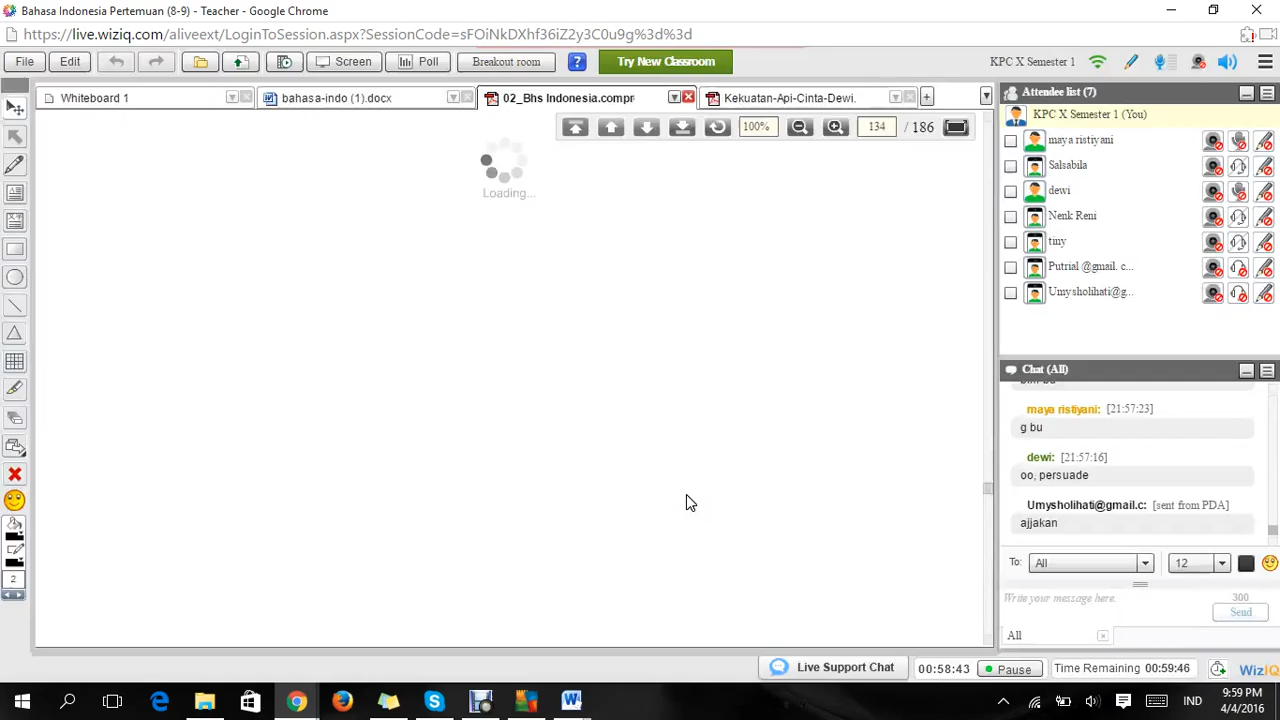 Bahasa Indonesia Pertemuan (8-9) - Teacher - Google Chrome
https://live.wiziq.com/aliveext/LoginToSession.aspx?SessionCode=sFOiNkDXhf36iZ2y3C0u9g%3d%3d
File Edit Screen Poll Breakout room ? Try New Classroom KPC X Semester 1
Whiteboard 1 bahasa-indo (1).docx 02_Bhs Indonesia.compr Kekuatan-Api-Cinta-Dewi.
100% 134 / 186
Loading...
Attendee list (7)
KPC X Semester 1 (You)
maya ristiyani
Salsabila
dewi
Nenk Reni
tiny
Putrial @gmail. c...
Umysholihati@g...
Chat (All)
maya ristiyani: [21:57:23]
g bu
dewi: [21:57:16]
oo, persuade
Umysholihati@gmail.c: [sent from PDA]
ajjakan
To: All 12
Write your message here. 300
Send
All
2
Live Support Chat 00:58:43 Pause Time Remaining 00:59:46 WizIQ
IND 9:59 PM
4/4/2016